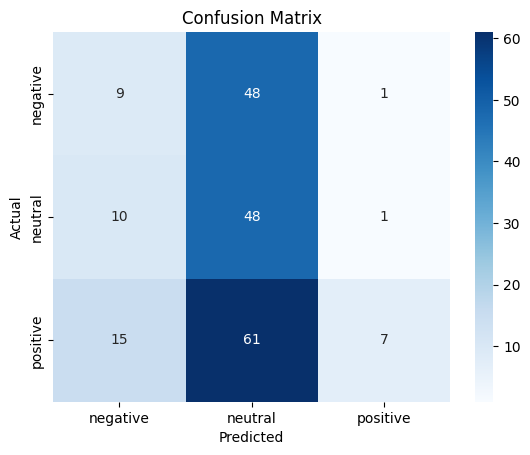 Confusion Matrix
negative 9 48 1
neutral 10 48 1
positive 15 61 7
Actual
negative neutral positive
Predicted
60
50
40
30
20
10